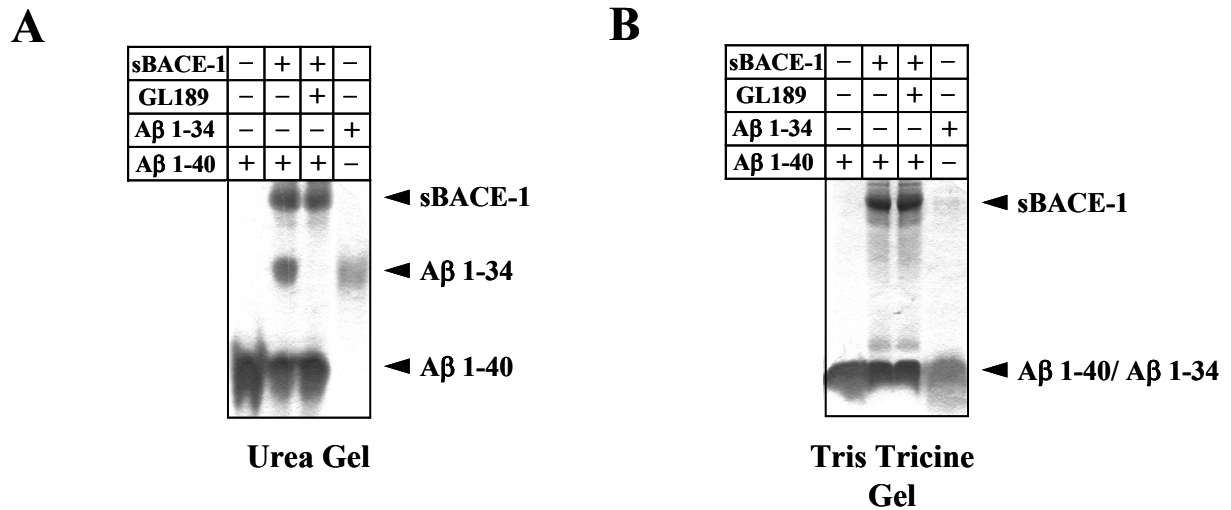 A
sBACE-1 − + + −
GL189 − − + −
Aβ 1-34 − − − +
Aβ 1-40 + + + −
sBACE-1
Aβ 1-34
Aβ 1-40
Urea Gel
B
sBACE-1 − + + −
GL189 − − + −
Aβ 1-34 − − − +
Aβ 1-40 + + + −
sBACE-1
Aβ 1-40/ Aβ 1-34
Tris Tricine
Gel